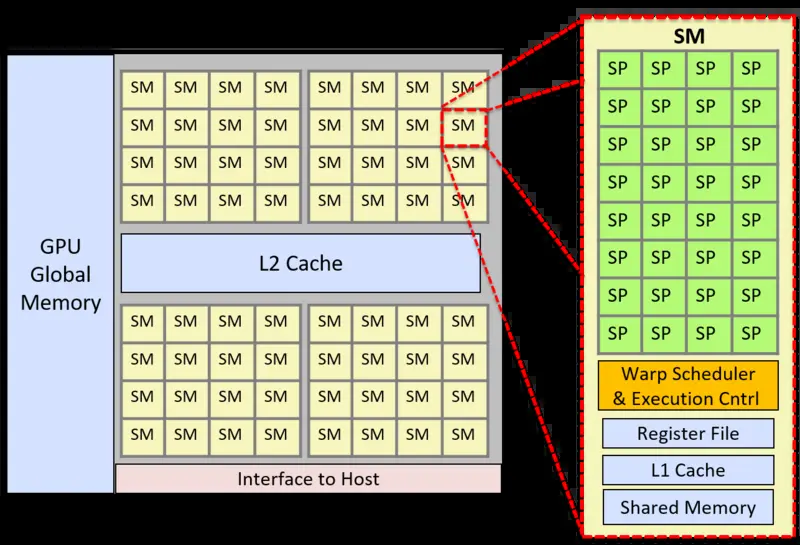 GPU
Global
Memory
SM SM SM SM SM SM SM SM
SM SM SM SM SM SM SM SM
SM SM SM SM SM SM SM SM
SM SM SM SM SM SM SM SM
L2 Cache
SM SM SM SM SM SM SM SM
SM SM SM SM SM SM SM SM
SM SM SM SM SM SM SM SM
SM SM SM SM SM SM SM SM
Interface to Host
SM
SP SP SP SP
SP SP SP SP
SP SP SP SP
SP SP SP SP
SP SP SP SP
SP SP SP SP
SP SP SP SP
SP SP SP SP
Warp Scheduler
& Execution Cntrl
Register File
L1 Cache
Shared Memory